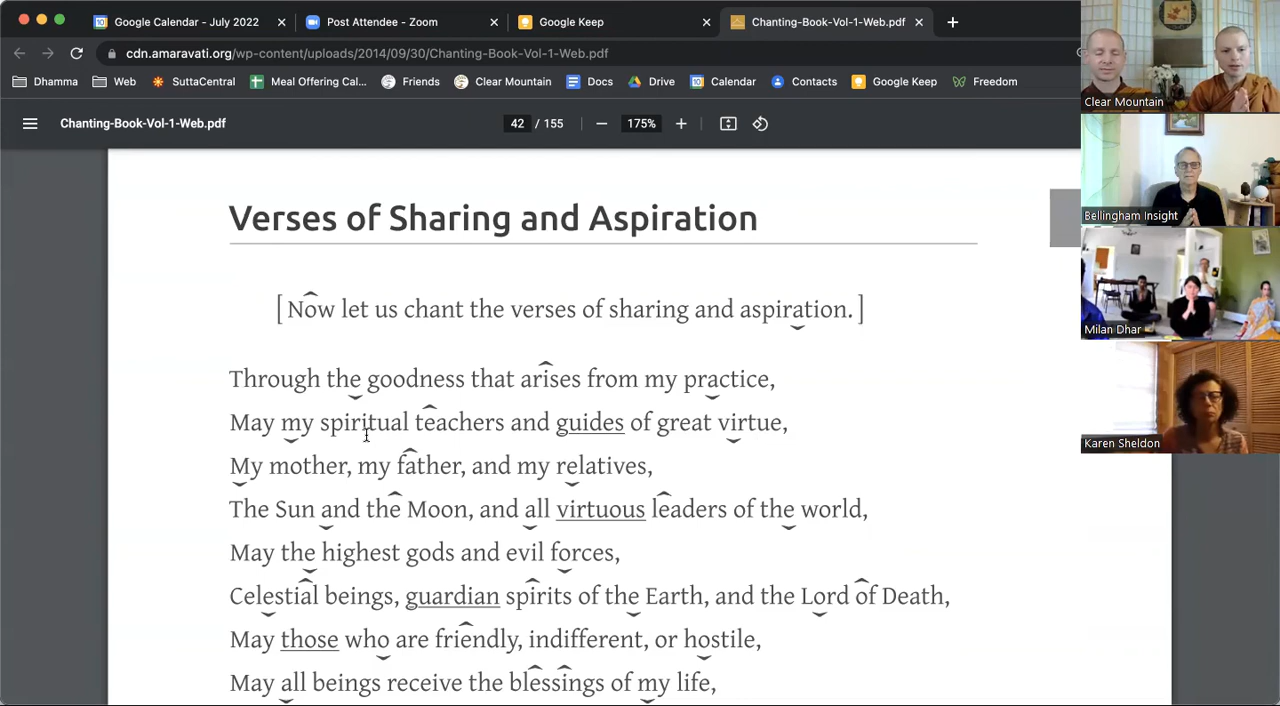 Google Calendar - July 2022
Post Attendee - Zoom
Google Keep
Chanting-Book-Vol-1-Web.pdf
cdn.amaravati.org/wp-content/uploads/2014/09/30/Chanting-Book-Vol-1-Web.pdf
Dhamma
Web
SuttaCentral
Meal Offering Cal...
Friends
Clear Mountain
Docs
Drive
Calendar
Contacts
Google Keep
Freedom
Chanting-Book-Vol-1-Web.pdf
42 / 155
175%
Verses of Sharing and Aspiration
[Now let us chant the verses of sharing and aspiration.]
Through the goodness that arises from my practice,
May my spiritual teachers and guides of great virtue,
My mother, my father, and my relatives,
The Sun and the Moon, and all virtuous leaders of the world,
May the highest gods and evil forces,
Celestial beings, guardian spirits of the Earth, and the Lord of Death,
May those who are friendly, indifferent, or hostile,
May all beings receive the blessings of my life,
Clear Mountain
Bellingham Insight
Milan Dhar
Karen Sheldon